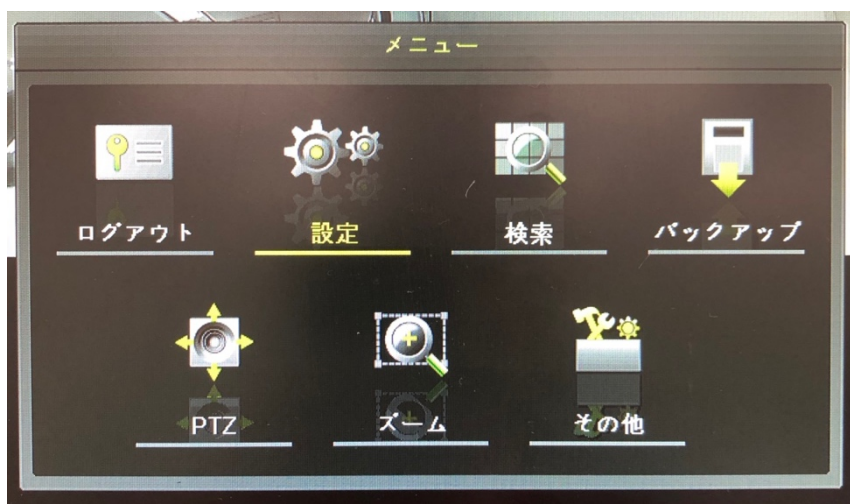 メニュー
ログアウト
設定
検索
バックアップ
PTZ
ズーム
その他